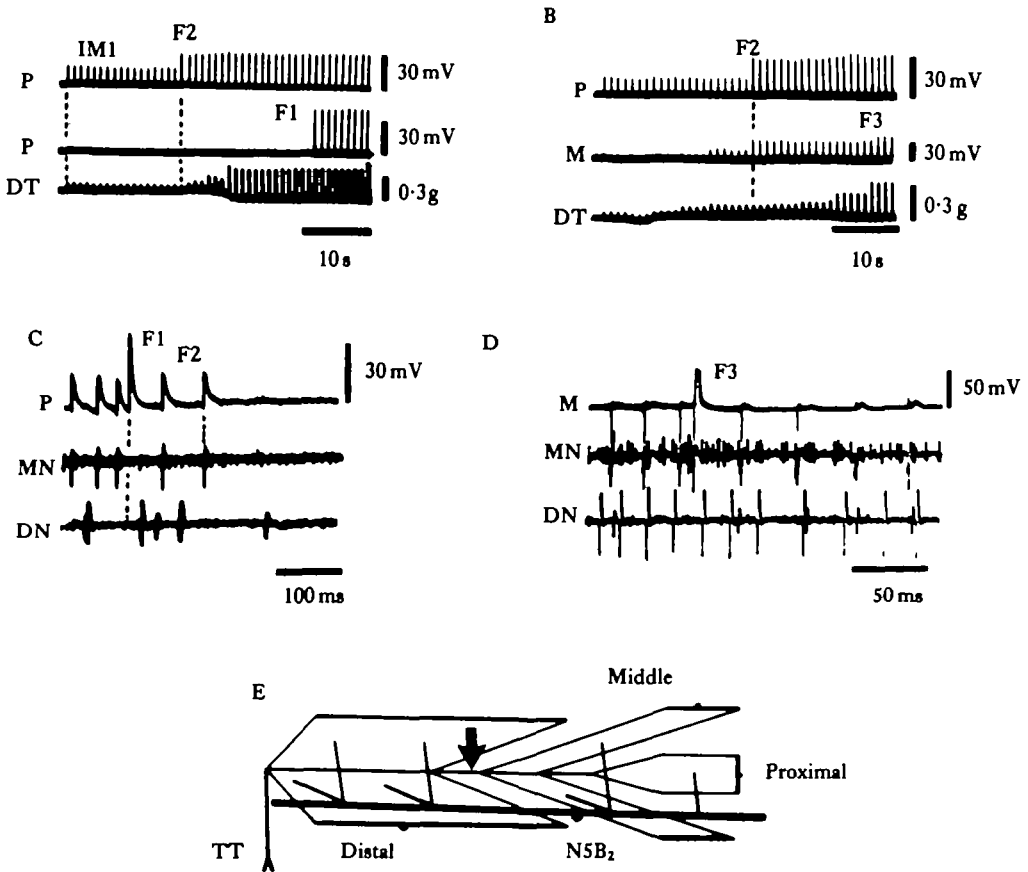 B
F2
IM1
P
30 mV
F1
P
30 mV
DT
0·3 g
10 s
F2
P
30 mV
F3
M
30 mV
DT
0·3 g
10 s
C
F1
F2
30 mV
P
MN
DN
100 ms
D
F3
50 mV
M
MN
DN
50 ms
E
Middle
Proximal
TT
Distal
N5B₂